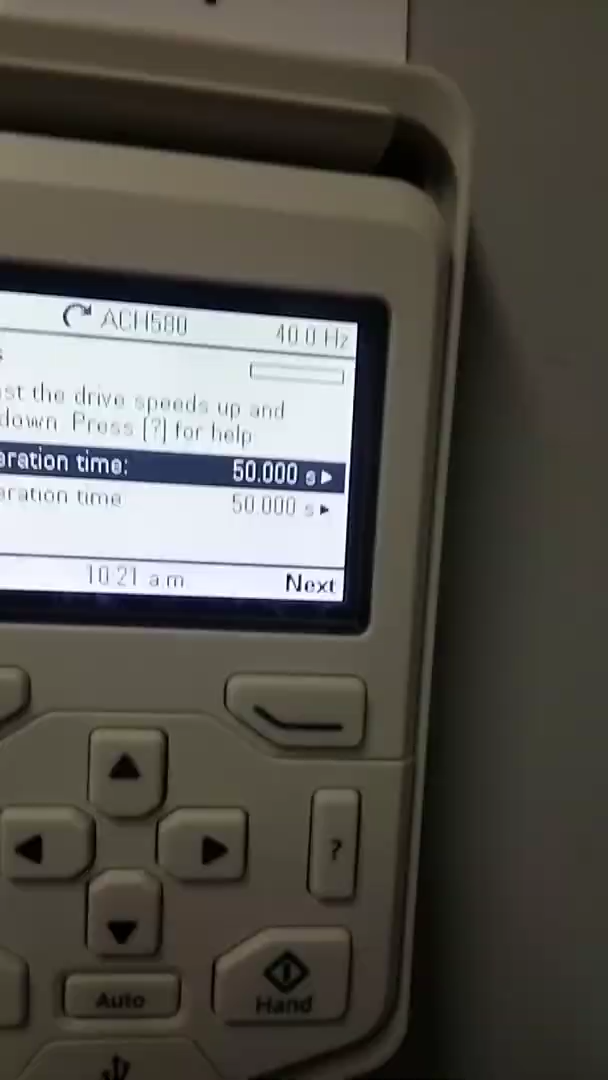 ACH580 40.0 Hz
st the drive speeds up and
down. Press [?] for help
eration time: 50.000 s
eration time 50.000 s
10:21 a.m. Next
?
Auto
Hand